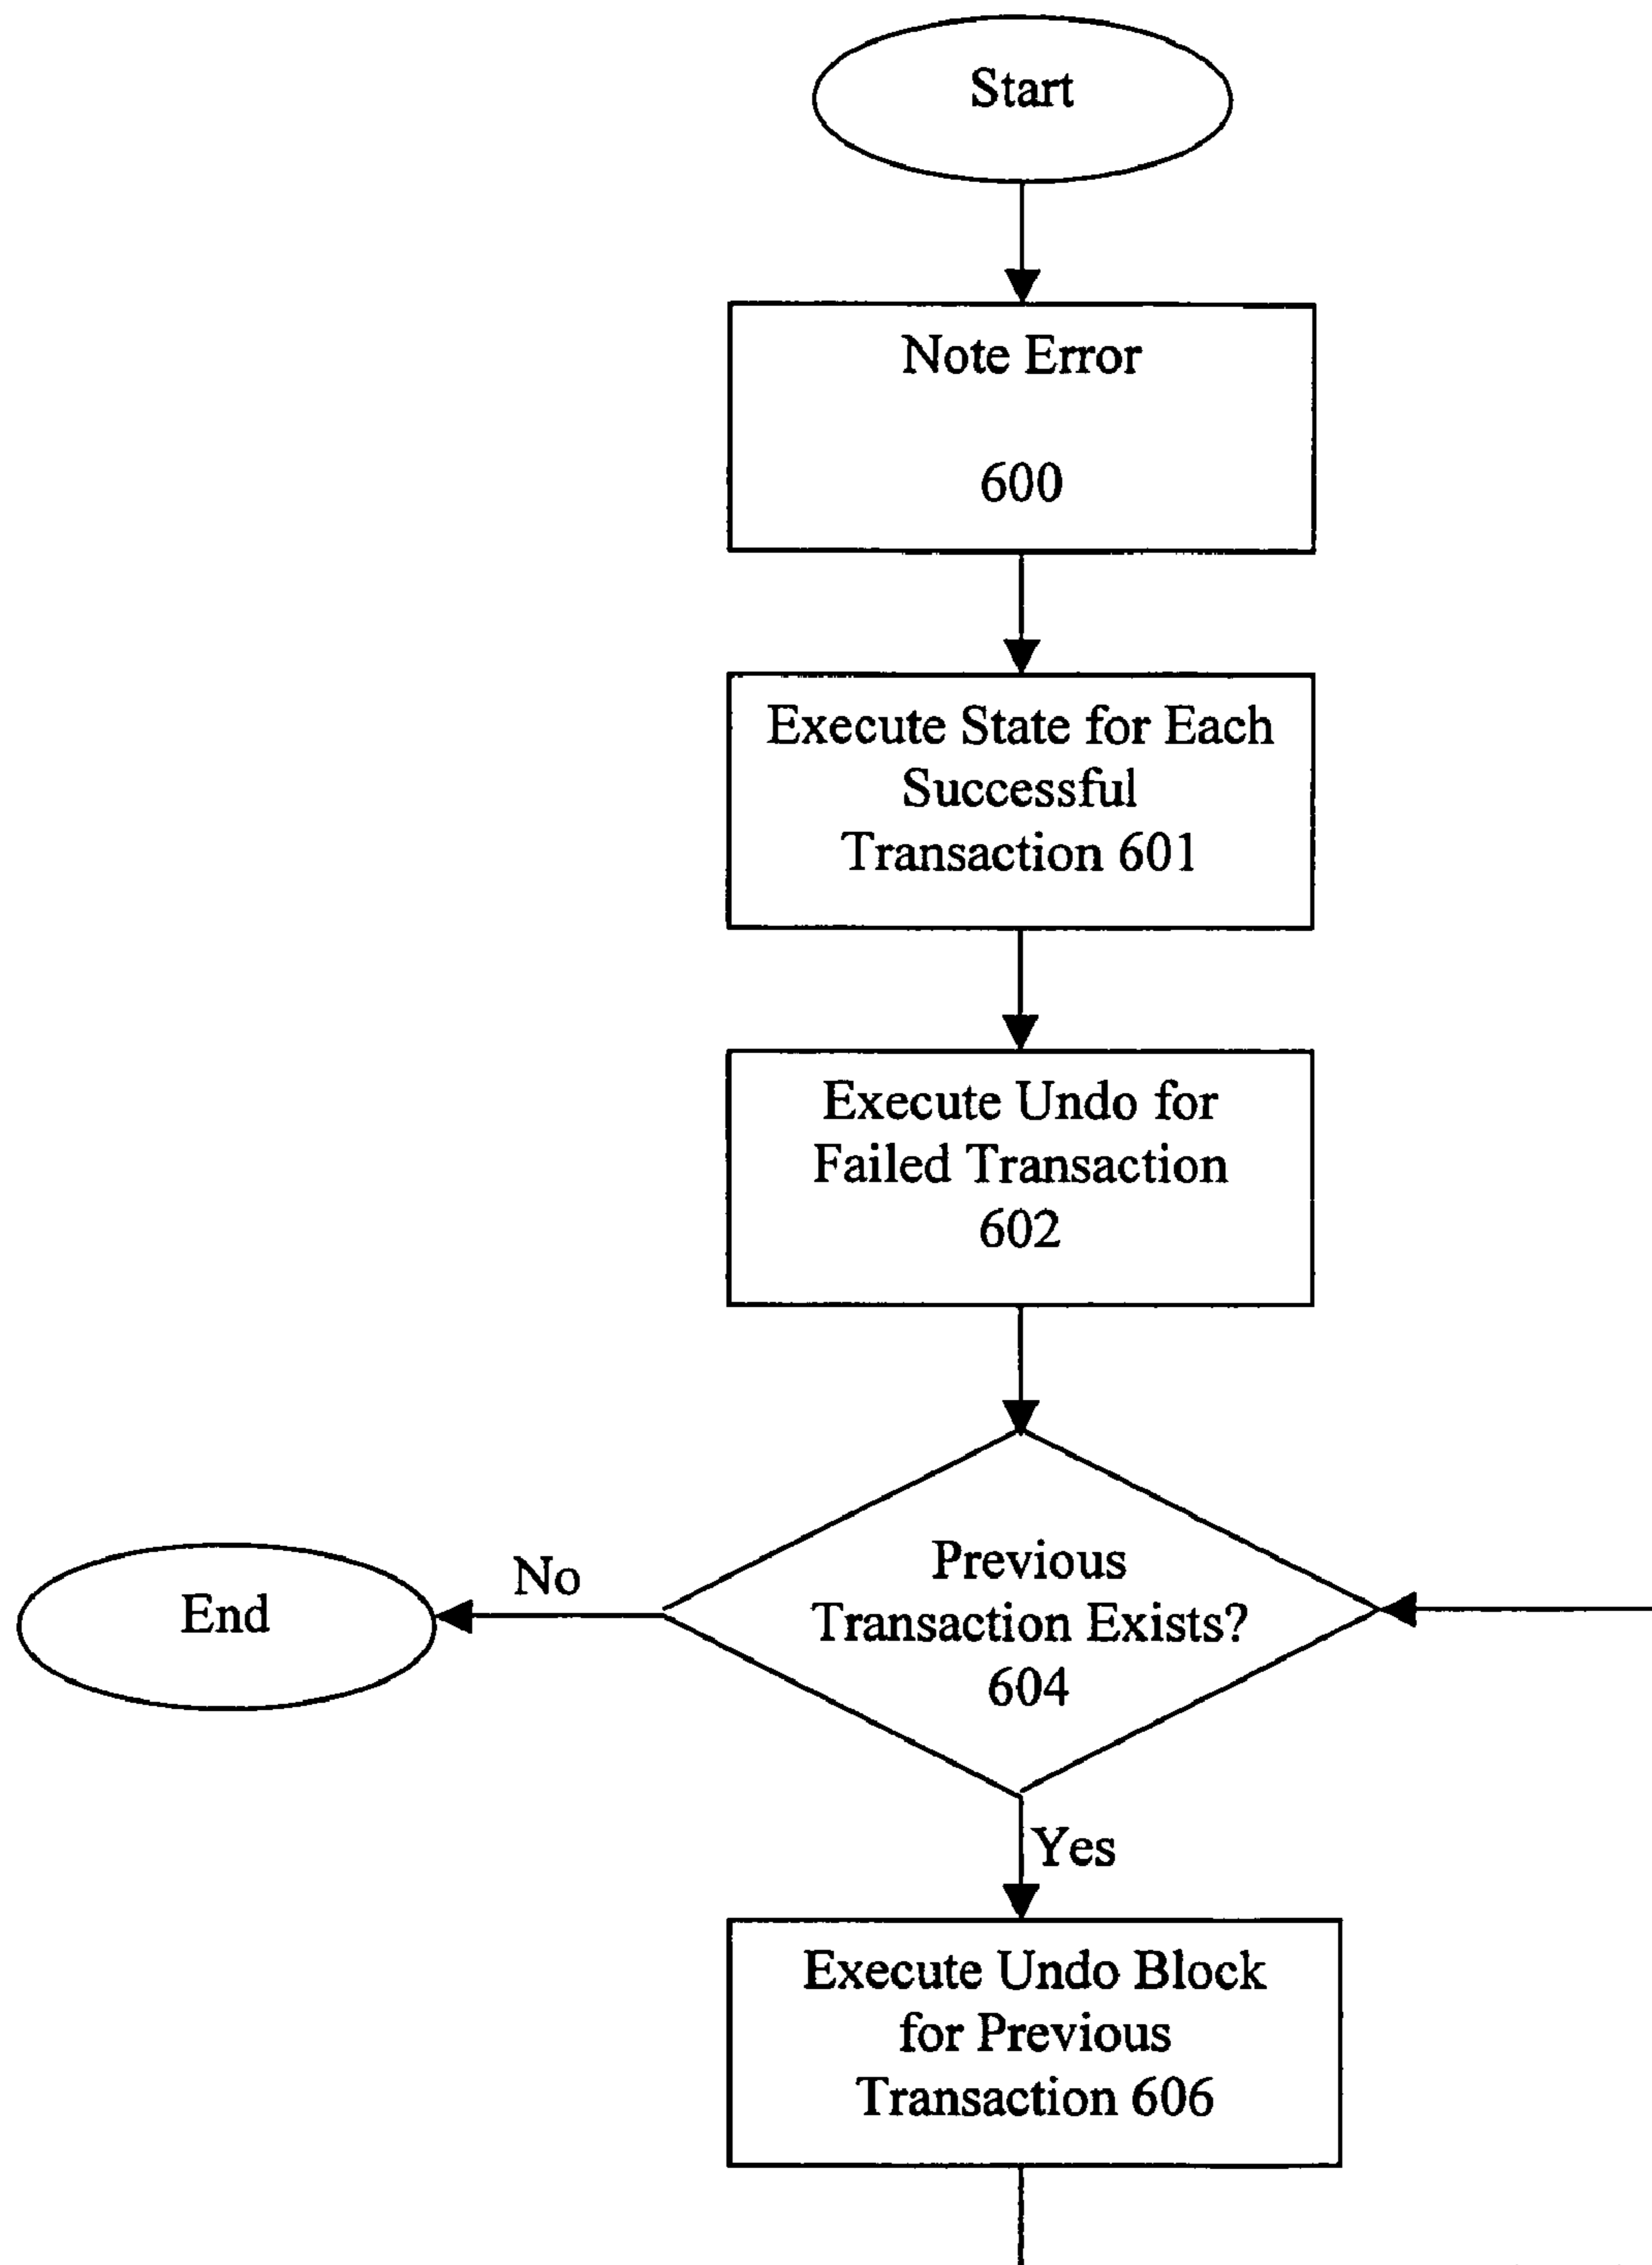 Start
Note Error
600
Execute State for Each
Successful
Transaction 601
Execute Undo for
Failed Transaction
602
Previous
Transaction Exists?
604
No
End
Yes
Execute Undo Block
for Previous
Transaction 606